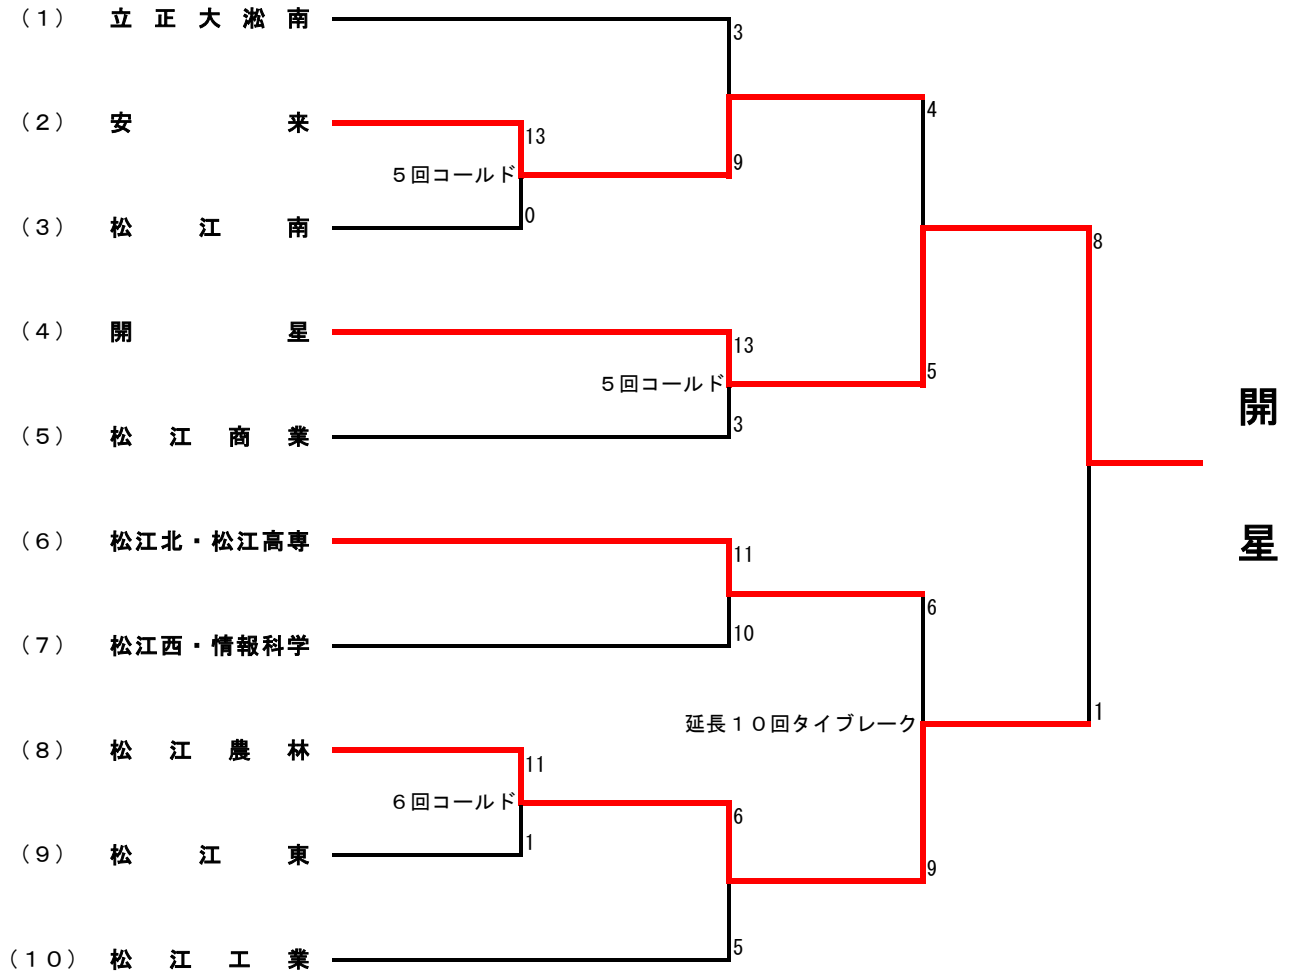 （１） 立正大淞南
3
4
（２） 安来
13
9
５回コールド
0
（３） 松江南
8
（４） 開星
13
5
５回コールド
3
（５） 松江商業
開星
（６） 松江北・松江高専
11
6
10
（７） 松江西・情報科学
1
延長１０回タイブレーク
（８） 松江農林
11
６回コールド
6
1
（９） 松江東
9
5
（１０） 松江工業